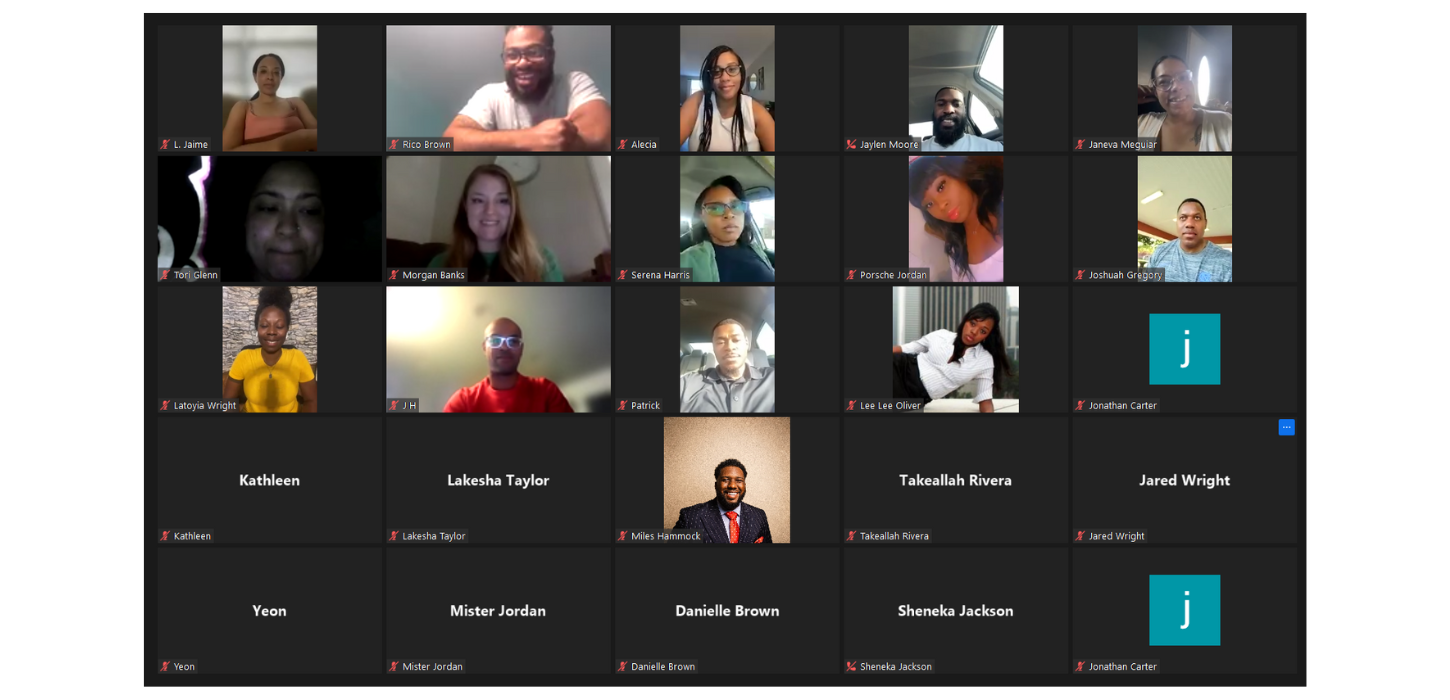 L. Jaime
Rico Brown
Alecia
Jaylen Moore
Janeva Meguiar
Tori Glenn
Morgan Banks
Serena Harris
Porsche Jordan
Joshuah Gregory
Latoyia Wright
J H
Patrick
Lee Lee Oliver
j
Jonathan Carter
Kathleen
Kathleen
Lakesha Taylor
Lakesha Taylor
Miles Hammock
Takeallah Rivera
Takeallah Rivera
Jared Wright
Jared Wright
Yeon
Yeon
Mister Jordan
Mister Jordan
Danielle Brown
Danielle Brown
Sheneka Jackson
Sheneka Jackson
j
Jonathan Carter